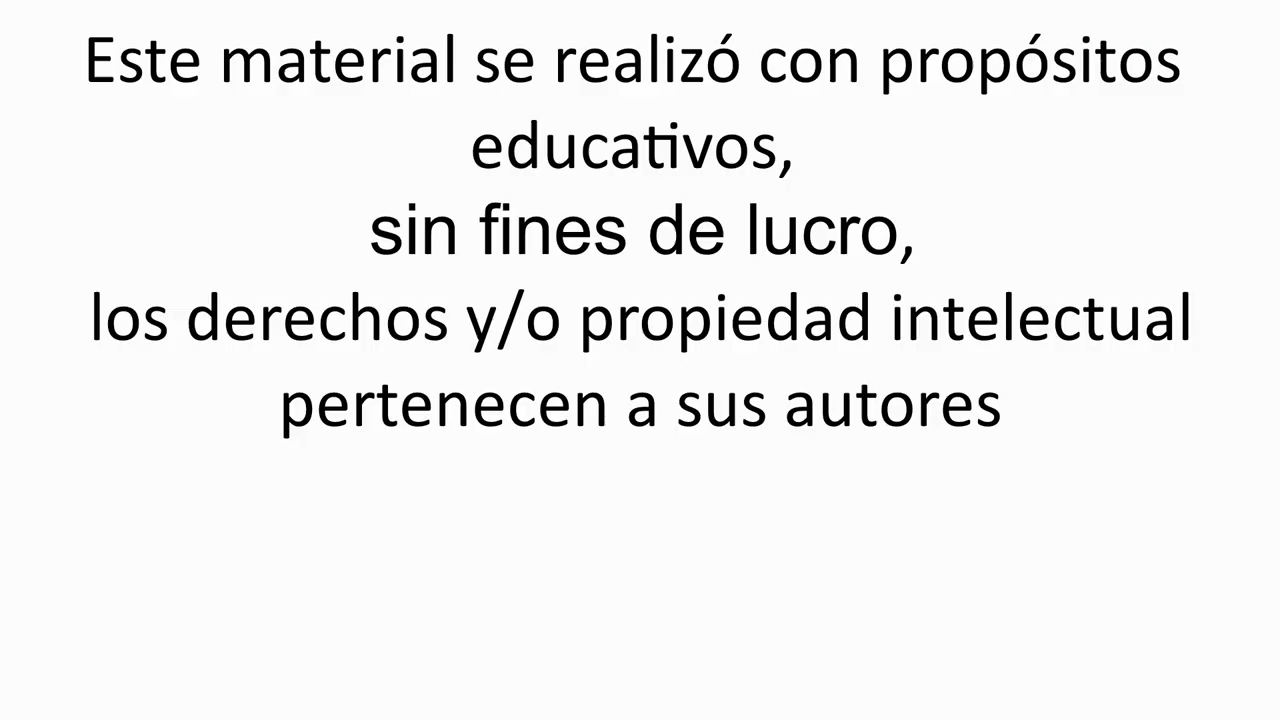 Este material se realizó con propósitos
educativos,
sin fines de lucro,
los derechos y/o propiedad intelectual
pertenecen a sus autores